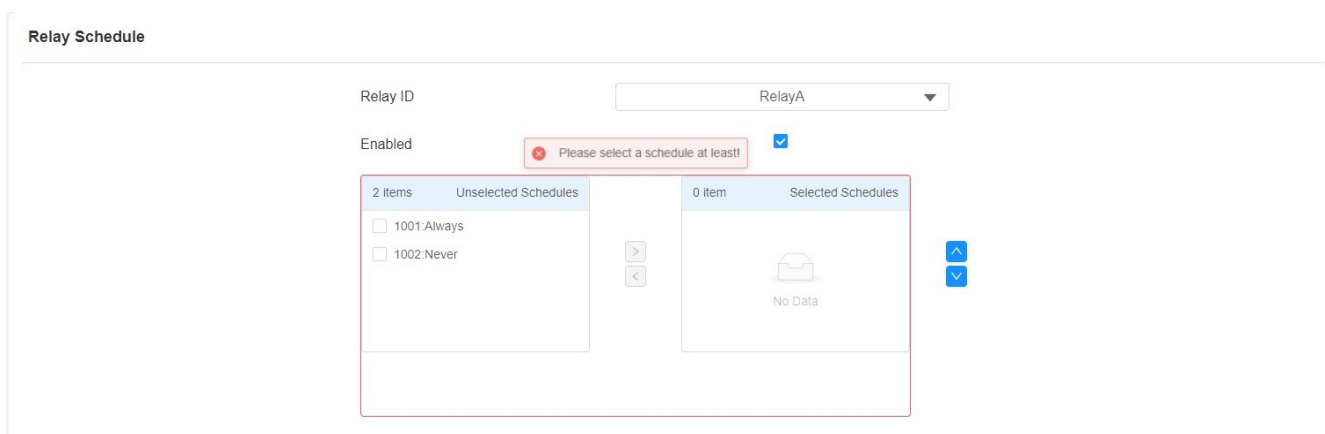 Relay Schedule
Relay ID RelayA
Enabled
Please select a schedule at least!
2 items Unselected Schedules 0 item Selected Schedules
1001:Always
1002:Never
> 
<
No Data